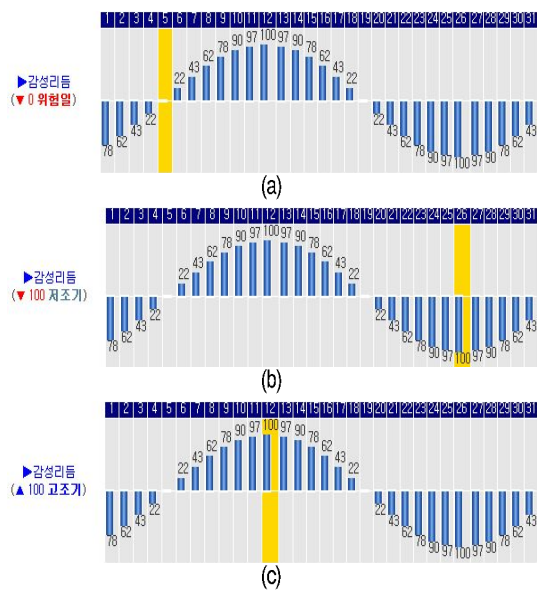 1 2 3 4 5 6 7 8 9 10 11 12 13 14 15 16 17 18 19 20 21 22 23 24 25 26 27 28 29 30 31
22 43 62 78 90 97 100 97 90 78 62 43 22
▶감성리듬
(▼ 0 위험일)
78 62 43 22 22 43 62 78 90 97 100 97 90 78 62 43
(a)
1 2 3 4 5 6 7 8 9 10 11 12 13 14 15 16 17 18 19 20 21 22 23 24 25 26 27 28 29 30 31
22 43 62 78 90 97 100 97 90 78 62 43 22
▶감성리듬
(▼ 100 저조기)
78 62 43 22 22 43 62 78 90 97 100 97 90 78 62 43
(b)
1 2 3 4 5 6 7 8 9 10 11 12 13 14 15 16 17 18 19 20 21 22 23 24 25 26 27 28 29 30 31
22 43 62 78 90 97 100 97 90 78 62 43 22
▶감성리듬
(▲ 100 고조기)
78 62 43 22 22 43 62 78 90 97 100 97 90 78 62 43
(c)